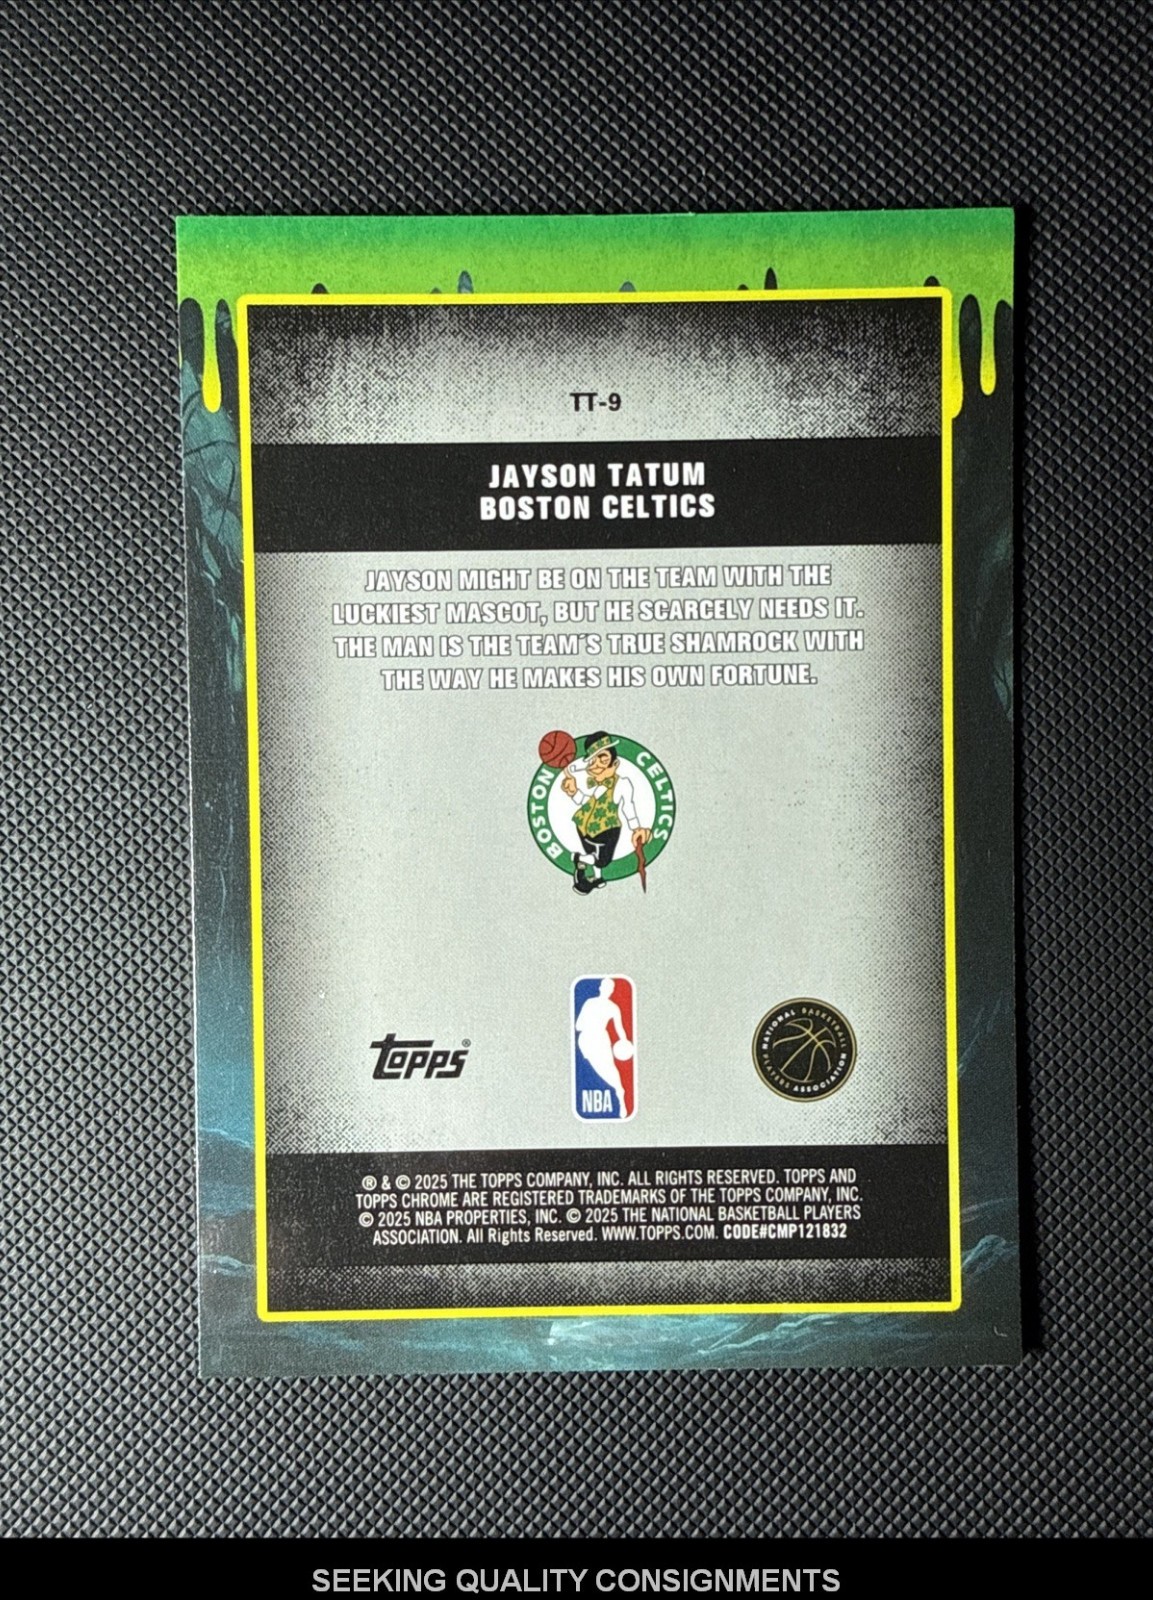 TT-9
JAYSON TATUM
BOSTON CELTICS
JAYSON MIGHT BE ON THE TEAM WITH THE
LUCKIEST MASCOT, BUT HE SCARCELY NEEDS IT.
THE MAN IS THE TEAM'S TRUE SHAMROCK WITH
THE WAY HE MAKES HIS OWN FORTUNE.
BOSTON CELTICS
TOPPS®
NBA
NATIONAL BASKETBALL PLAYERS ASSOCIATION
® & © 2025 THE TOPPS COMPANY, INC. ALL RIGHTS RESERVED. TOPPS AND
TOPPS CHROME ARE REGISTERED TRADEMARKS OF THE TOPPS COMPANY, INC.
© 2025 NBA PROPERTIES, INC. © 2025 THE NATIONAL BASKETBALL PLAYERS
ASSOCIATION. All Rights Reserved. WWW.TOPPS.COM. CODE#CMP121832
SEEKING QUALITY CONSIGNMENTS